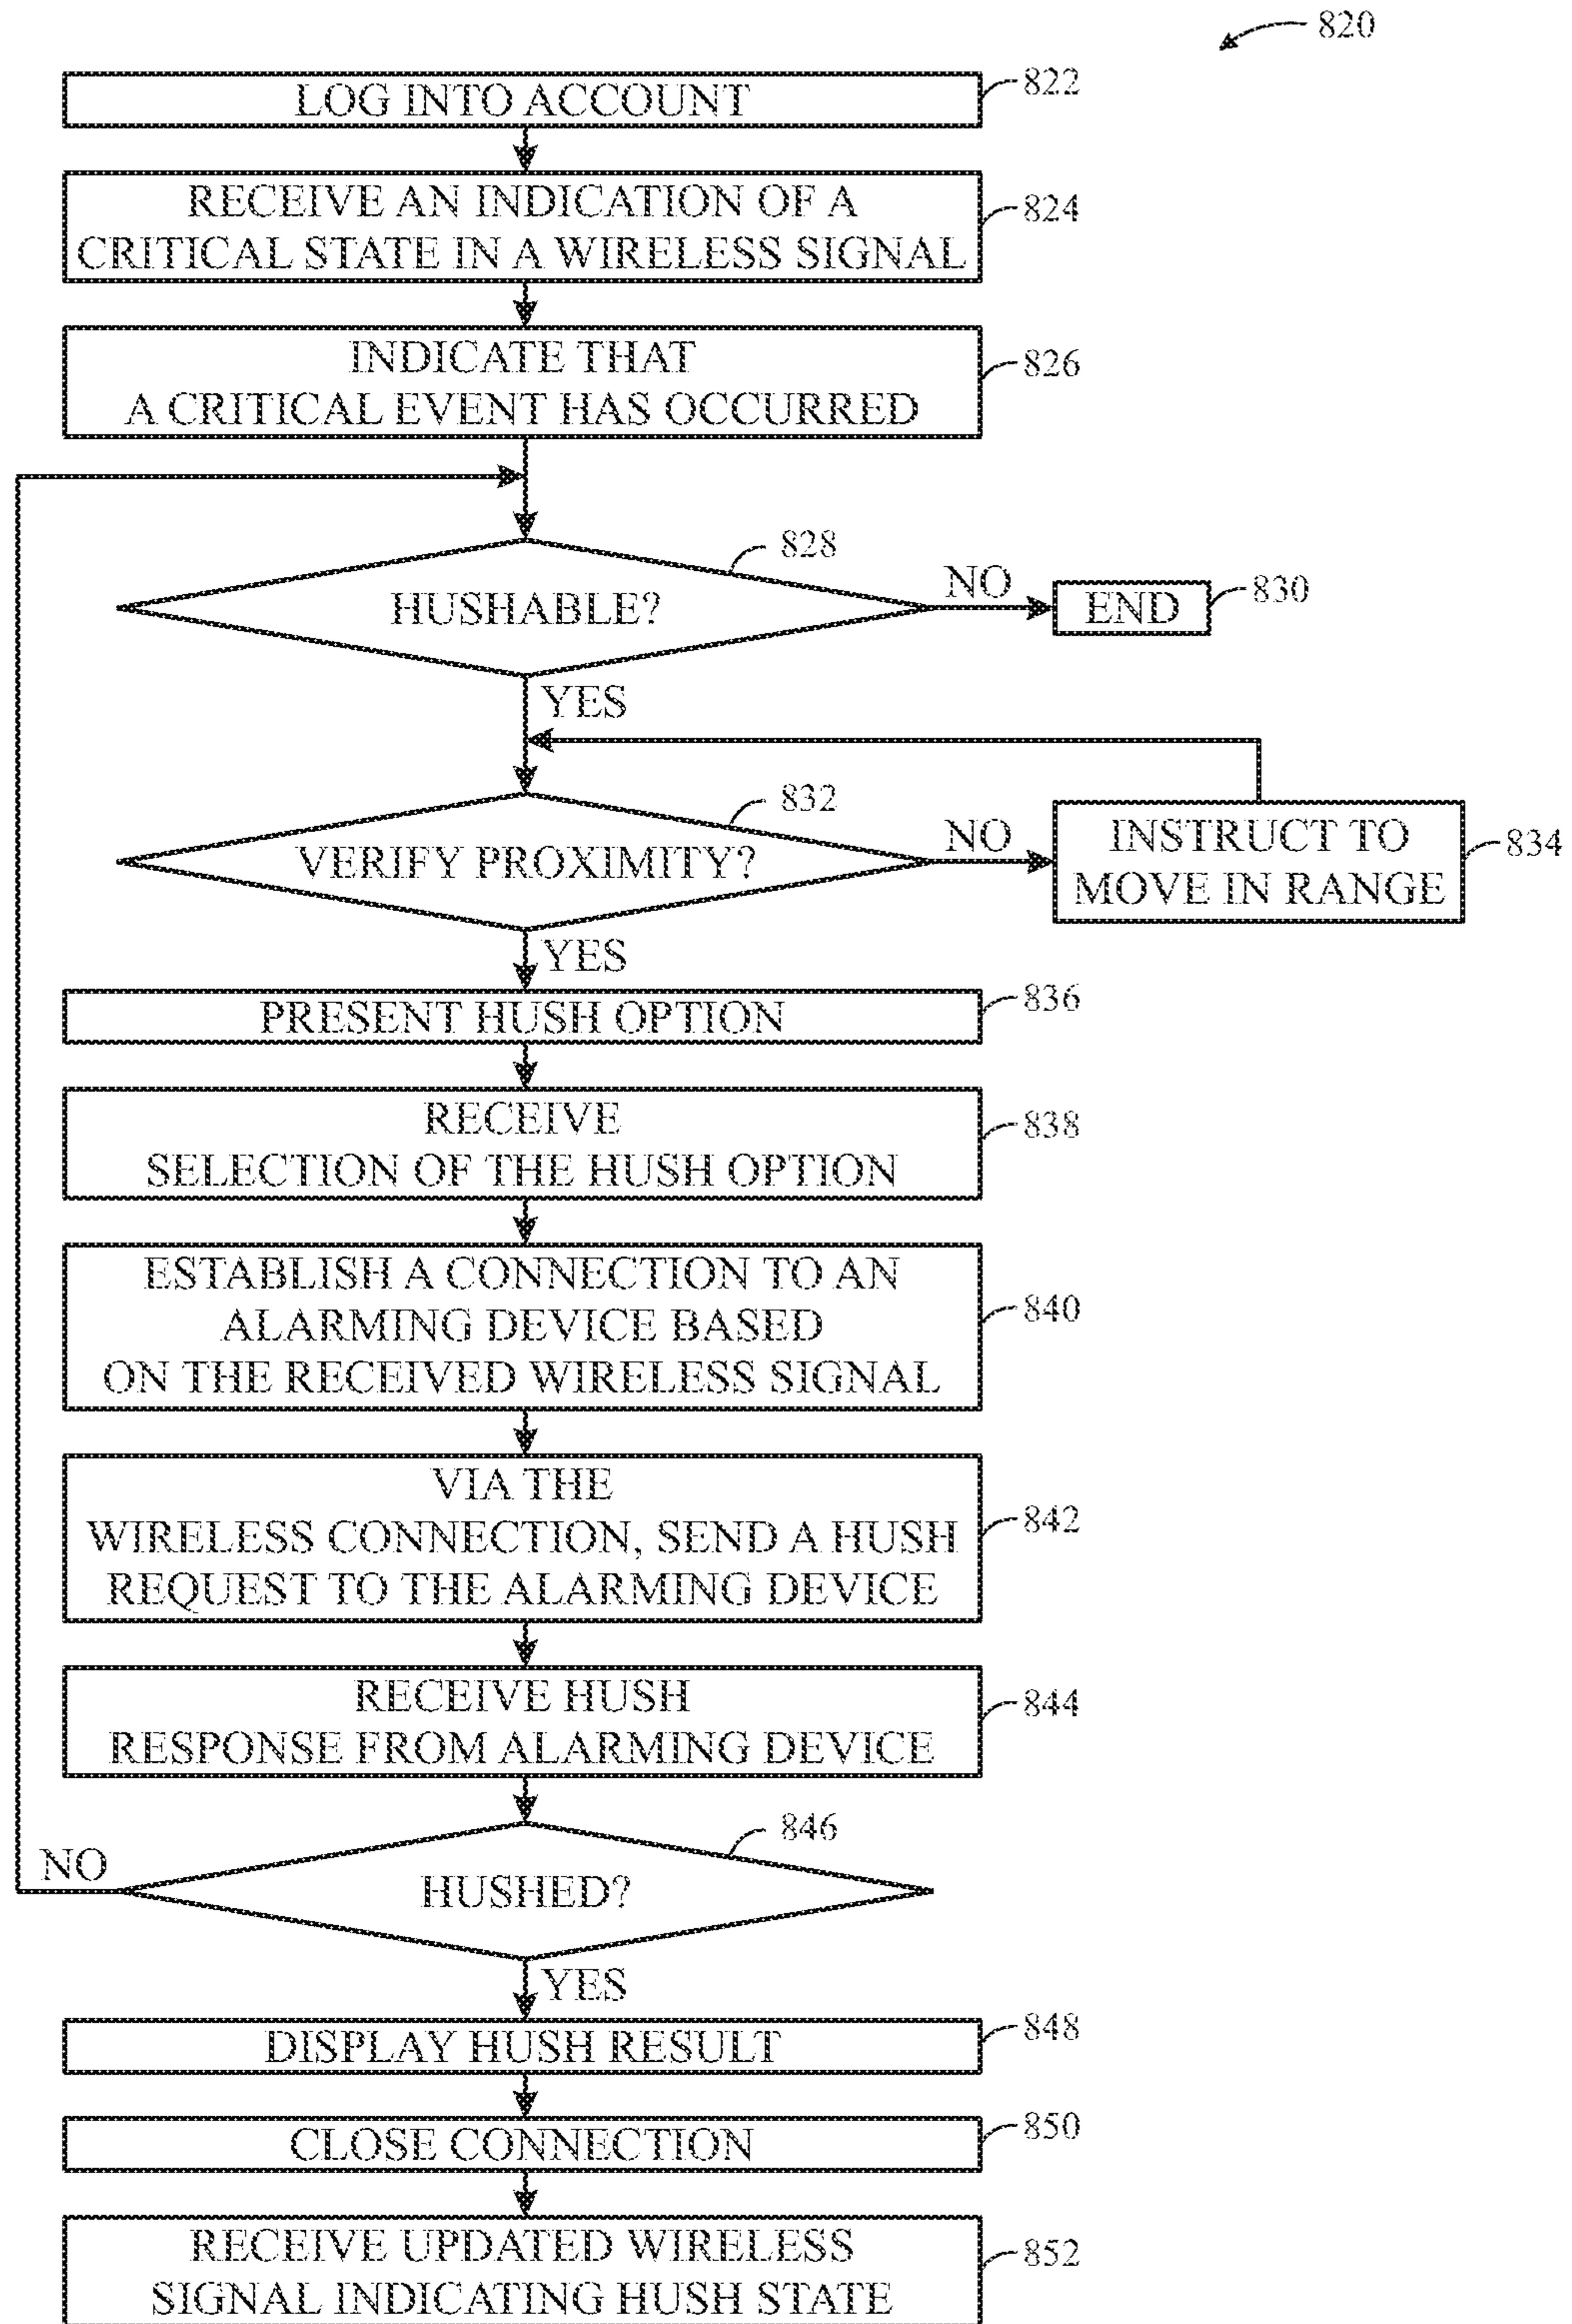 820
LOG INTO ACCOUNT
822
RECEIVE AN INDICATION OF A
CRITICAL STATE IN A WIRELESS SIGNAL
824
INDICATE THAT
A CRITICAL EVENT HAS OCCURRED
826
828
HUSHABLE?
NO
END
830
YES
832
VERIFY PROXIMITY?
NO
INSTRUCT TO
MOVE IN RANGE
834
YES
PRESENT HUSH OPTION
836
RECEIVE
SELECTION OF THE HUSH OPTION
838
ESTABLISH A CONNECTION TO AN
ALARMING DEVICE BASED
ON THE RECEIVED WIRELESS SIGNAL
840
VIA THE
WIRELESS CONNECTION, SEND A HUSH
REQUEST TO THE ALARMING DEVICE
842
RECEIVE HUSH
RESPONSE FROM ALARMING DEVICE
844
846
NO
HUSHED?
YES
DISPLAY HUSH RESULT
848
CLOSE CONNECTION
850
RECEIVE UPDATED WIRELESS
SIGNAL INDICATING HUSH STATE
852